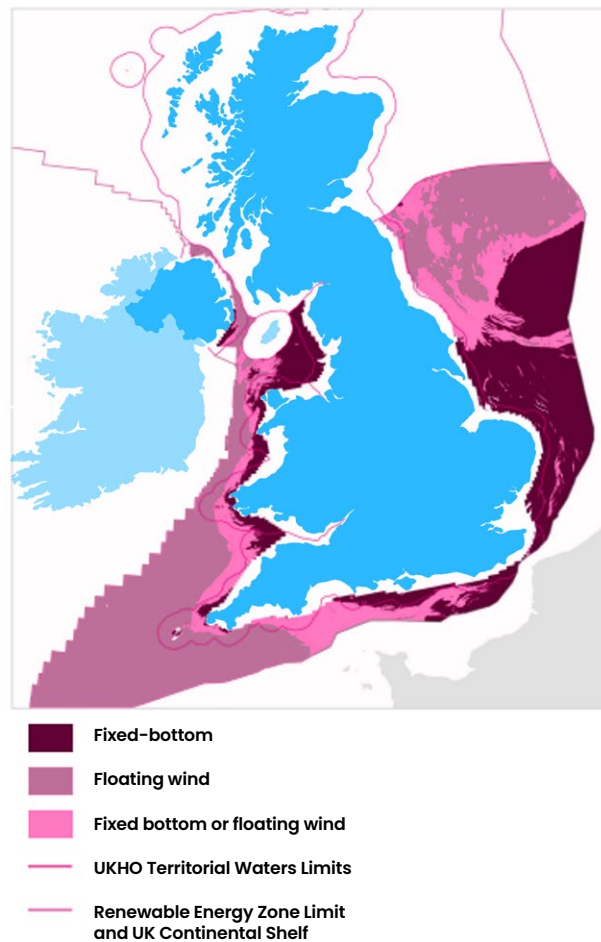 Fixed-bottom
Floating wind
Fixed bottom or floating wind
UKHO Territorial Waters Limits
Renewable Energy Zone Limit
and UK Continental Shelf